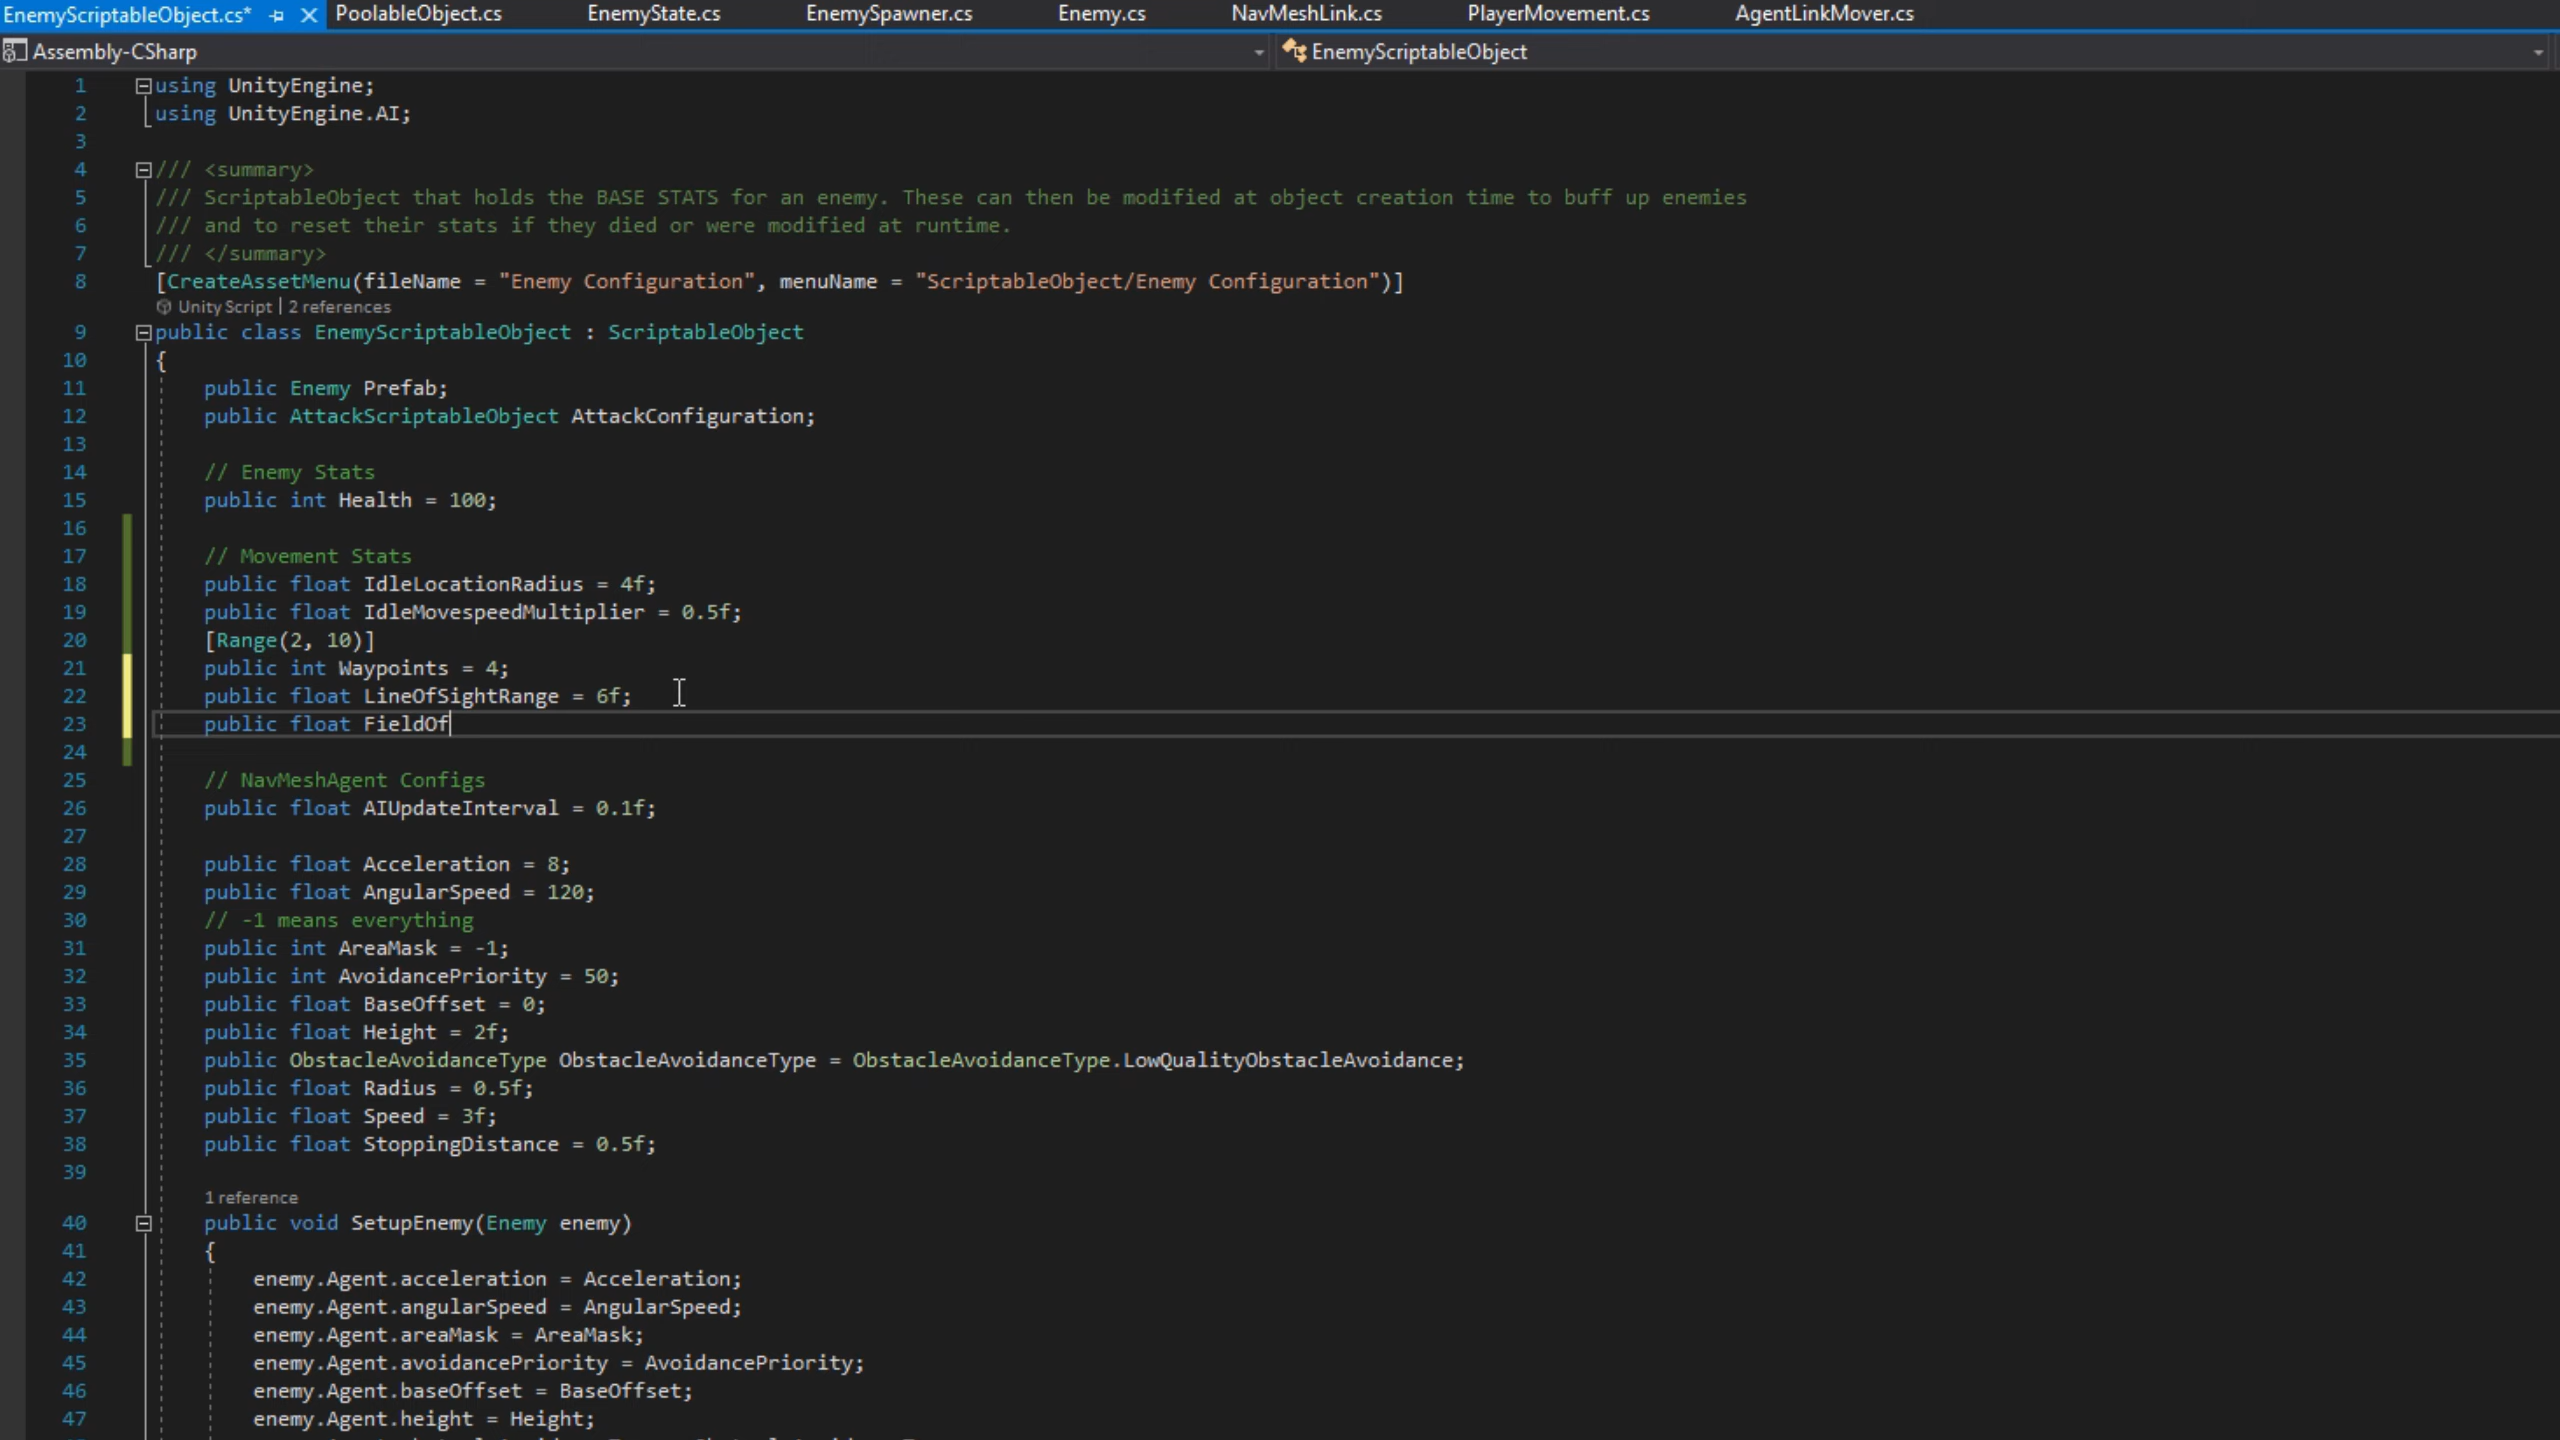 EnemyScriptableObject.cs* PoolableObject.cs EnemyState.cs EnemySpawner.cs Enemy.cs NavMeshLink.cs PlayerMovement.cs AgentLinkMover.cs
Assembly-CSharp EnemyScriptableObject
1 using UnityEngine;
2 using UnityEngine.AI;
3
4 /// <summary>
5 /// ScriptableObject that holds the BASE STATS for an enemy. These can then be modified at object creation time to buff up enemies
6 /// and to reset their stats if they died or were modified at runtime.
7 /// </summary>
8 [CreateAssetMenu(fileName = "Enemy Configuration", menuName = "ScriptableObject/Enemy Configuration")]
Unity Script | 2 references
9 public class EnemyScriptableObject : ScriptableObject
10 {
11 public Enemy Prefab;
12 public AttackScriptableObject AttackConfiguration;
13
14 // Enemy Stats
15 public int Health = 100;
16
17 // Movement Stats
18 public float IdleLocationRadius = 4f;
19 public float IdleMovespeedMultiplier = 0.5f;
20 [Range(2, 10)]
21 public int Waypoints = 4;
22 public float LineOfSightRange = 6f;
23 public float FieldOf
24
25 // NavMeshAgent Configs
26 public float AIUpdateInterval = 0.1f;
27
28 public float Acceleration = 8;
29 public float AngularSpeed = 120;
30 // -1 means everything
31 public int AreaMask = -1;
32 public int AvoidancePriority = 50;
33 public float BaseOffset = 0;
34 public float Height = 2f;
35 public ObstacleAvoidanceType ObstacleAvoidanceType = ObstacleAvoidanceType.LowQualityObstacleAvoidance;
36 public float Radius = 0.5f;
37 public float Speed = 3f;
38 public float StoppingDistance = 0.5f;
39
1 reference
40 public void SetupEnemy(Enemy enemy)
41 {
42 enemy.Agent.acceleration = Acceleration;
43 enemy.Agent.angularSpeed = AngularSpeed;
44 enemy.Agent.areaMask = AreaMask;
45 enemy.Agent.avoidancePriority = AvoidancePriority;
46 enemy.Agent.baseOffset = BaseOffset;
47 enemy.Agent.height = Height;